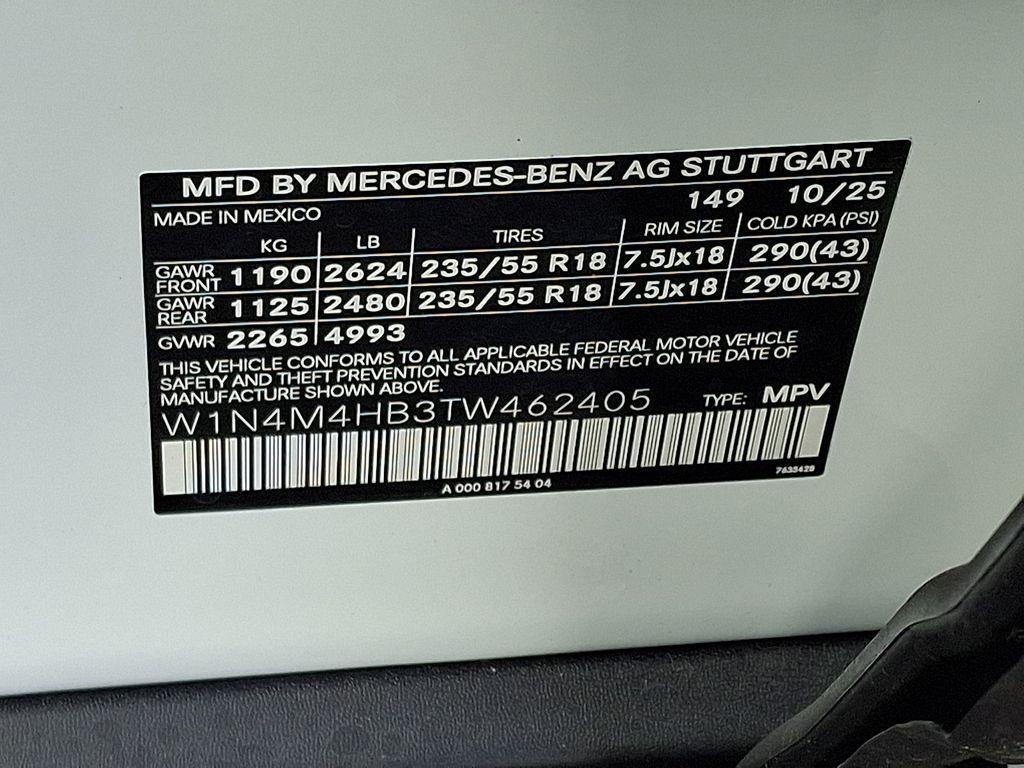 MFD BY MERCEDES-BENZ AG STUTTGART
MADE IN MEXICO 149 10/25
KG LB TIRES RIM SIZE COLD KPA (PSI)
GAWR FRONT 1190 2624 235/55 R18 7.5Jx18 290(43)
GAWR REAR 1125 2480 235/55 R18 7.5Jx18 290(43)
GVWR 2265 4993
THIS VEHICLE CONFORMS TO ALL APPLICABLE FEDERAL MOTOR VEHICLE
SAFETY AND THEFT PREVENTION STANDARDS IN EFFECT ON THE DATE OF
MANUFACTURE SHOWN ABOVE.
W1N4M4HB3TW462405 TYPE: MPV
7633428
A 000 817 54 04